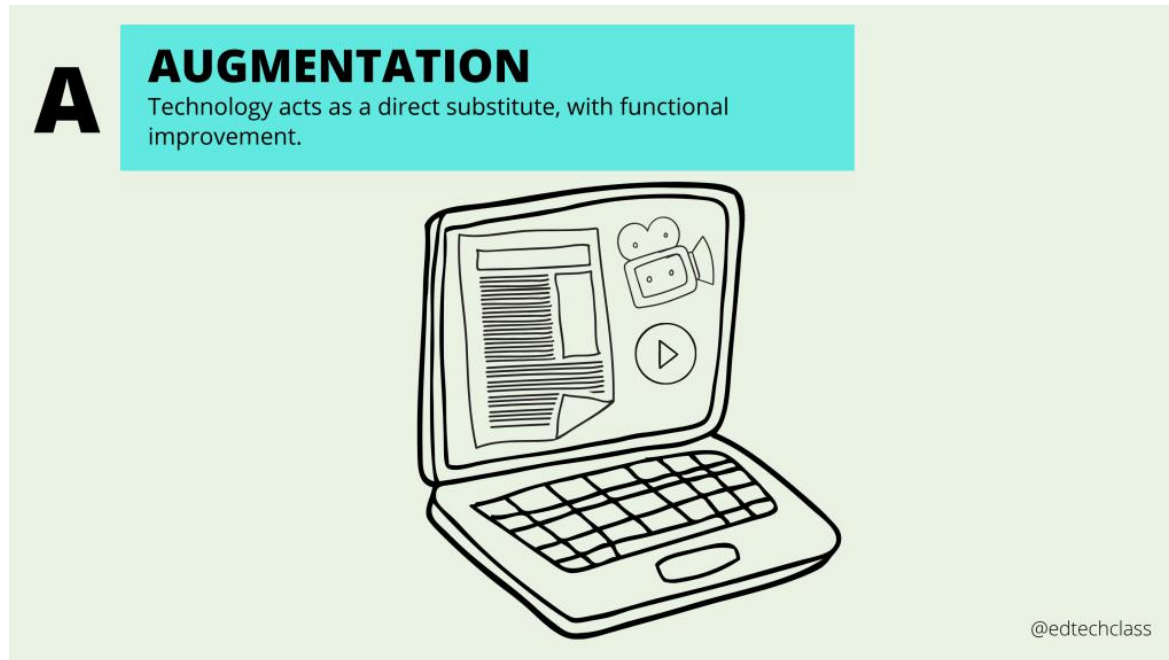 A
AUGMENTATION
Technology acts as a direct substitute, with functional
improvement.
@edtechclass